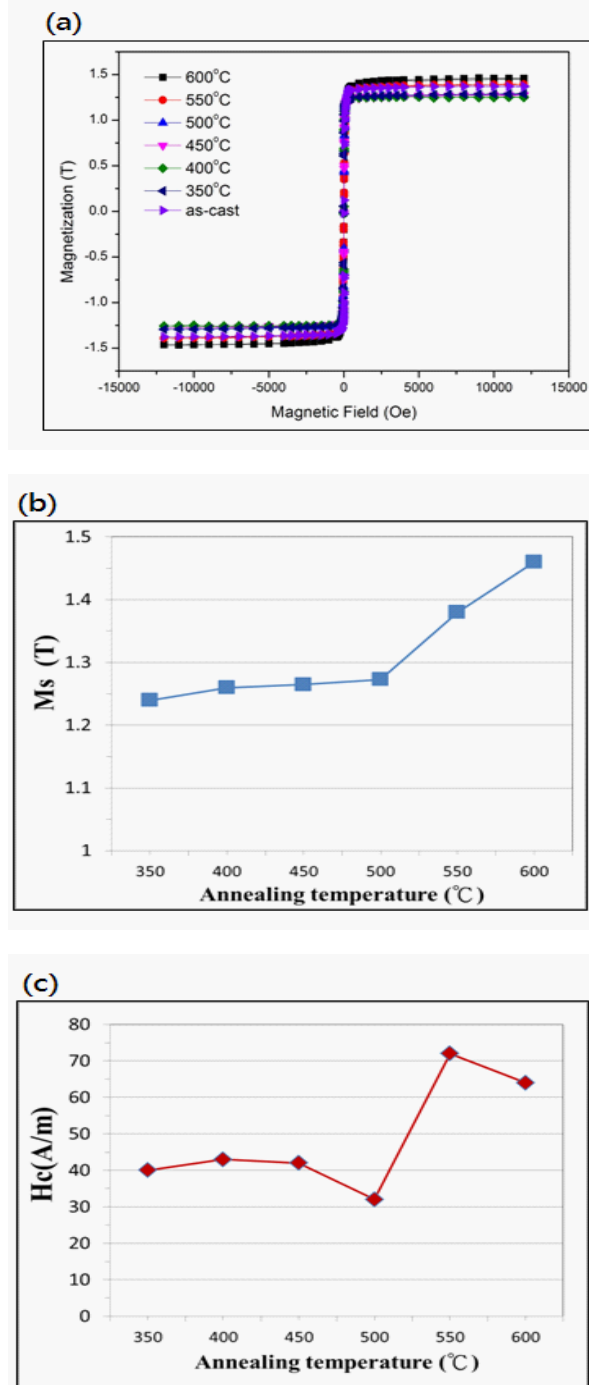 (a)
1.5
1.0
0.5
0.0
-0.5
-1.0
-1.5
Magnetization (T)
600°C
550°C
500°C
450°C
400°C
350°C
as-cast
-15000 -10000 -5000 0 5000 10000 15000
Magnetic Field (Oe)
(b)
1.5
1.4
1.3
1.2
1.1
1
Ms (T)
350 400 450 500 550 600
Annealing temperature (℃)
(c)
80
70
60
50
40
30
20
10
0
Hc(A/m)
350 400 450 500 550 600
Annealing temperature (℃)